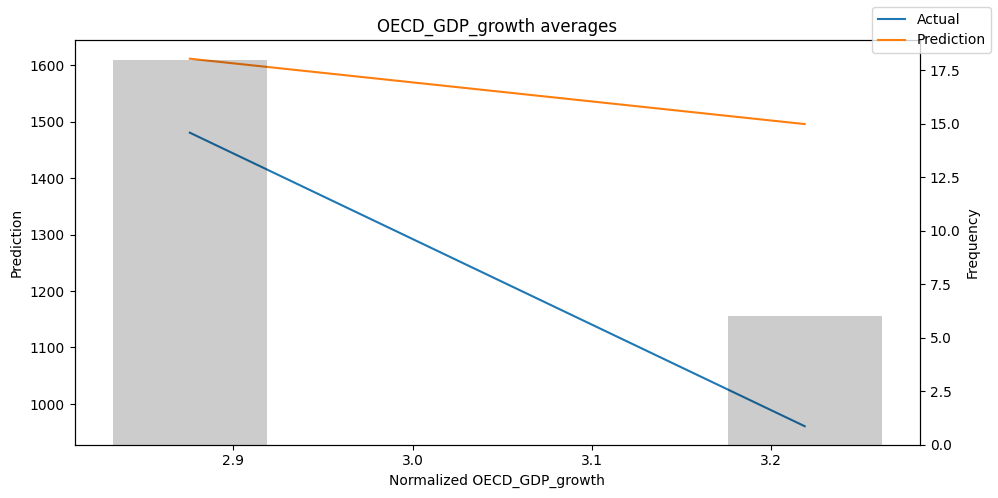 OECD_GDP_growth averages
Actual
Prediction
1600
1500
1400
1300
1200
1100
1000
Prediction
17.5
15.0
12.5
10.0
7.5
5.0
2.5
0.0
Frequency
2.9 3.0 3.1 3.2
Normalized OECD_GDP_growth